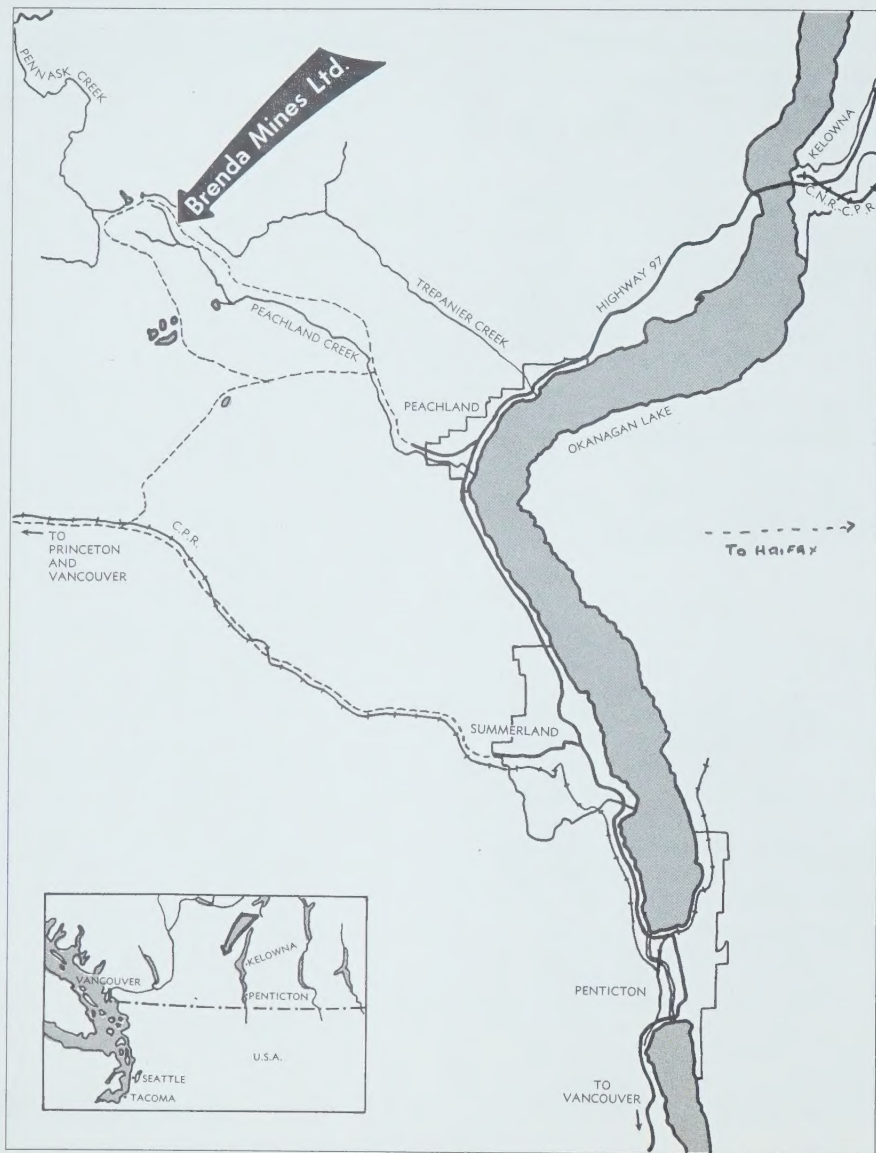 PENNASK CREEK
Brenda Mines Ltd.
KELOWNA
C.N.R.-C.P.R.
HIGHWAY 97
TREPANIER CREEK
PEACHLAND CREEK
PEACHLAND
OKANAGAN LAKE
C.P.R.
TO
PRINCETON
AND
VANCOUVER
To HAIFAX
SUMMERLAND
PENTICTON
TO
VANCOUVER
KELOWNA
VANCOUVER
PENTICTON
U.S.A.
SEATTLE
TACOMA